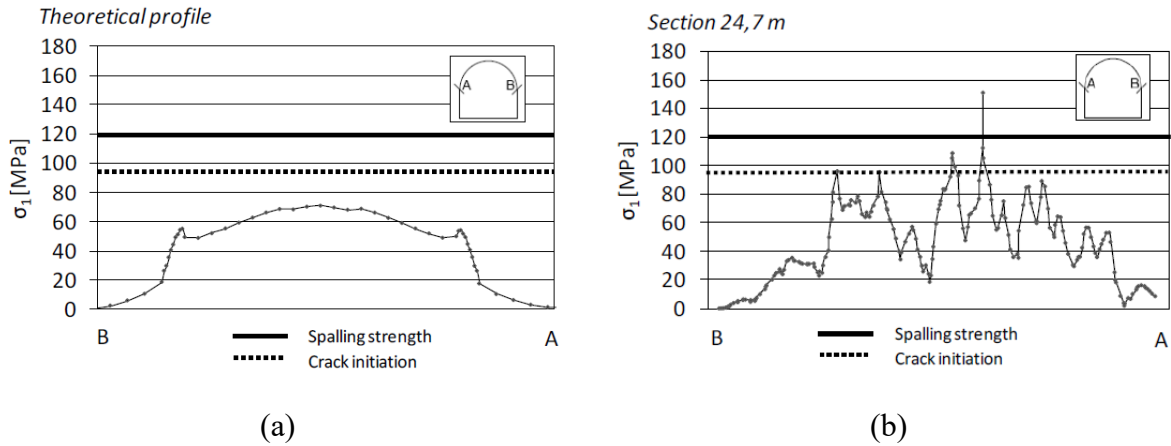 Theoretical profile
180
160
140
120
100
80
60
40
20
0
σ1 [MPa]
A B
B A
Spalling strength
Crack initiation
(a)
Section 24,7 m
180
160
140
120
100
80
60
40
20
0
σ1 [MPa]
A B
B A
Spalling strength
Crack initiation
(b)